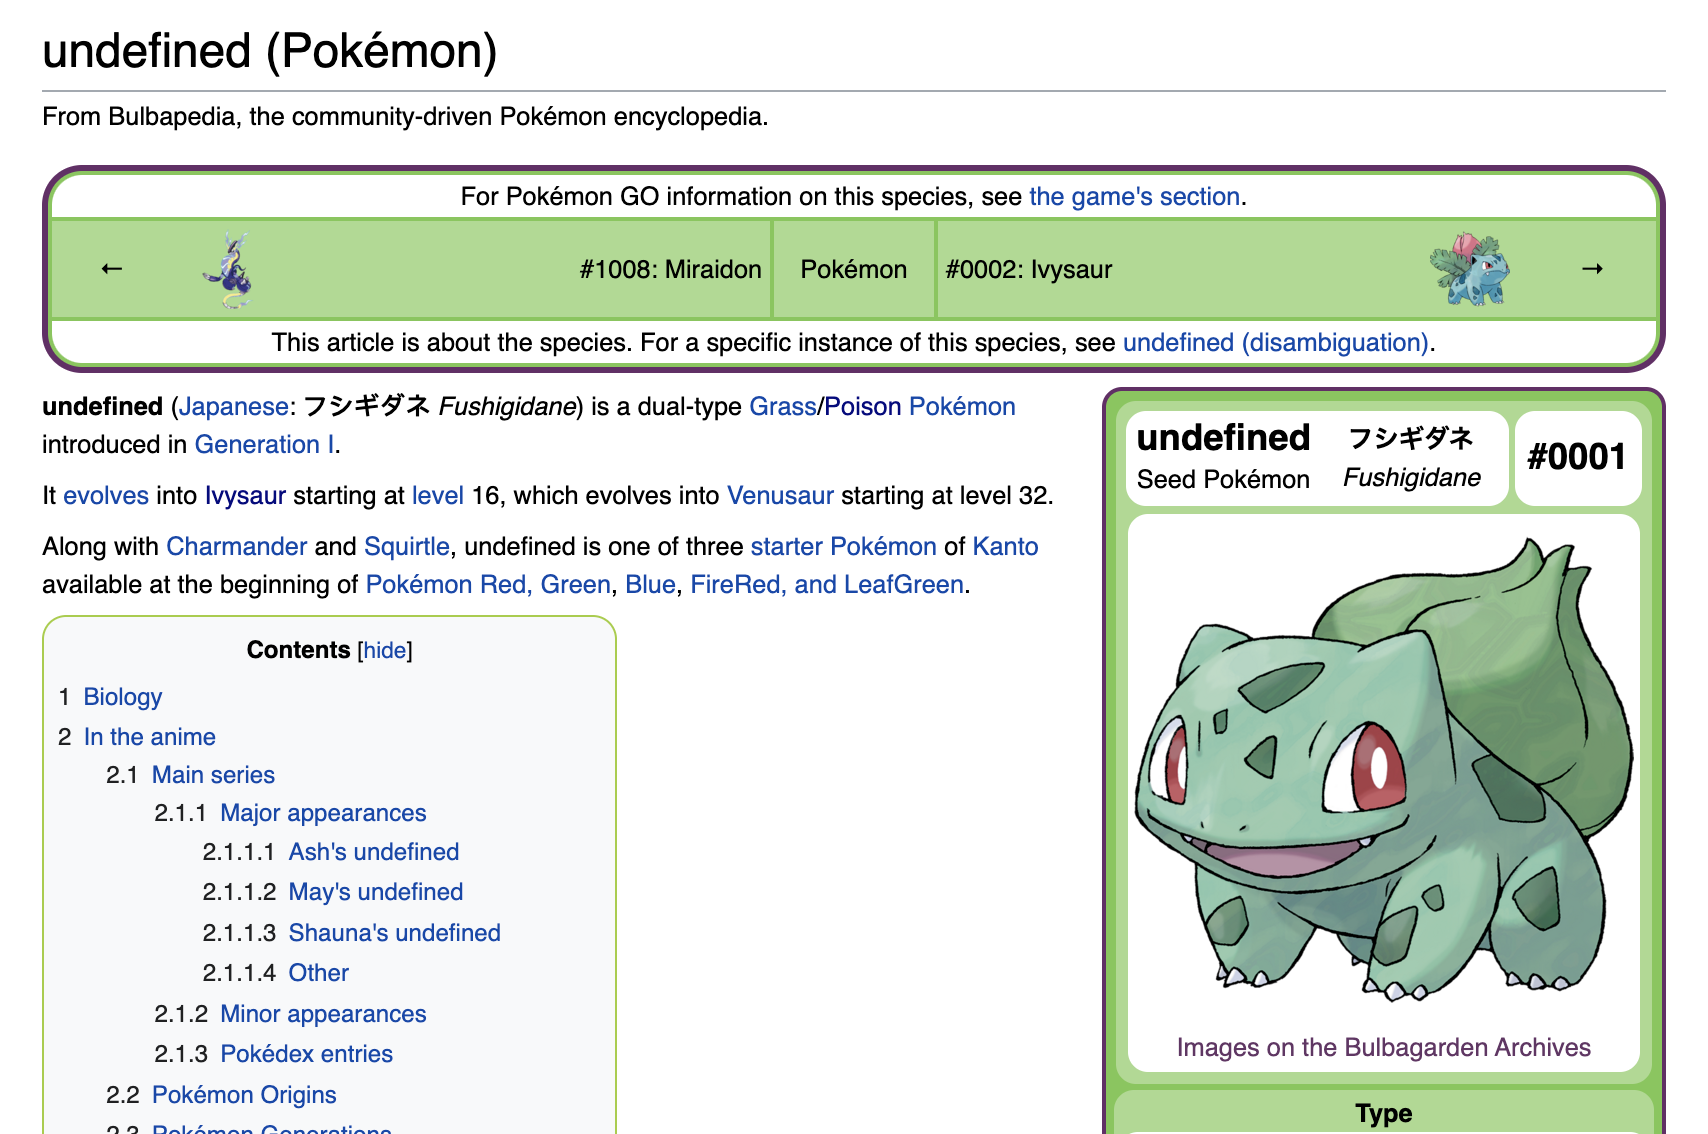 undefined (Pokémon)
From Bulbapedia, the community-driven Pokémon encyclopedia.
For Pokémon GO information on this species, see the game's section.
← #1008: Miraidon Pokémon #0002: Ivysaur →
This article is about the species. For a specific instance of this species, see undefined (disambiguation).
undefined (Japanese: フシギダネ Fushigidane) is a dual-type Grass/Poison Pokémon
introduced in Generation I.
It evolves into Ivysaur starting at level 16, which evolves into Venusaur starting at level 32.
Along with Charmander and Squirtle, undefined is one of three starter Pokémon of Kanto
available at the beginning of Pokémon Red, Green, Blue, FireRed, and LeafGreen.
Contents [hide]
1 Biology
2 In the anime
2.1 Main series
2.1.1 Major appearances
2.1.1.1 Ash's undefined
2.1.1.2 May's undefined
2.1.1.3 Shauna's undefined
2.1.1.4 Other
2.1.2 Minor appearances
2.1.3 Pokédex entries
2.2 Pokémon Origins
2.3 Pokémon Generations
undefined フシギダネ #0001
Seed Pokémon Fushigidane
Images on the Bulbagarden Archives
Type